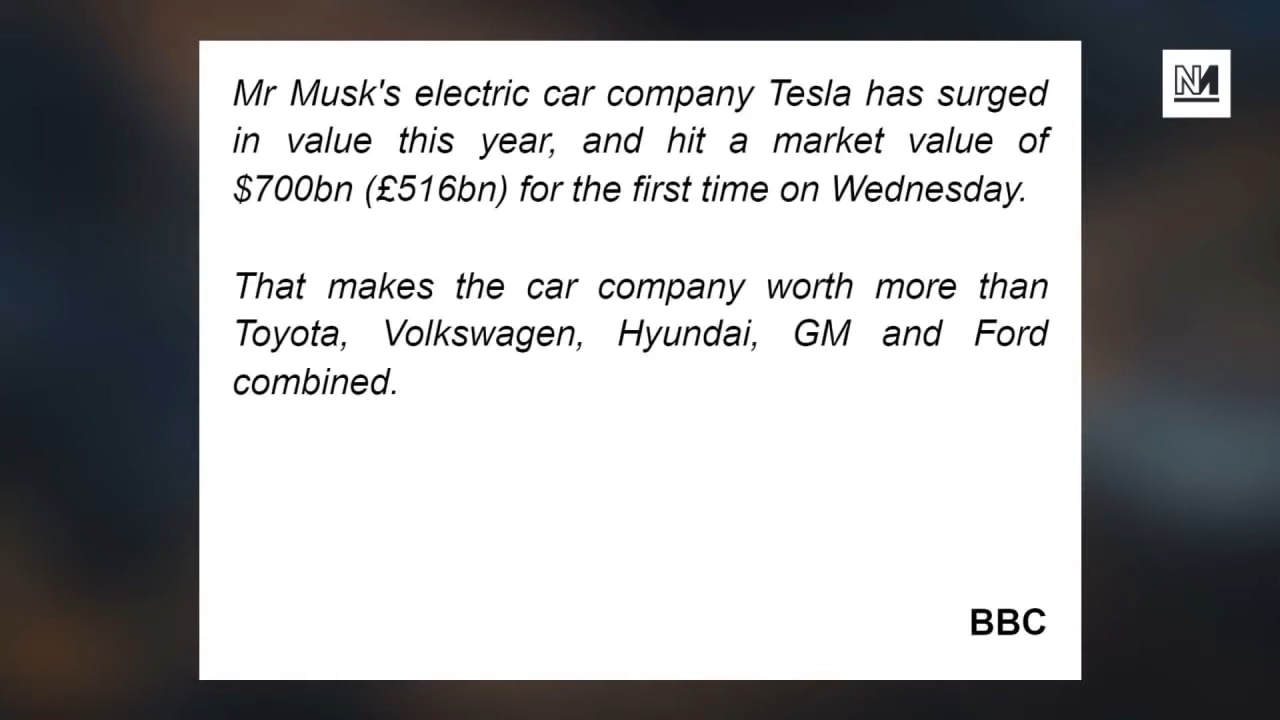 Mr Musk's electric car company Tesla has surged
in value this year, and hit a market value of
$700bn (£516bn) for the first time on Wednesday.
That makes the car company worth more than
Toyota, Volkswagen, Hyundai, GM and Ford
combined.
BBC